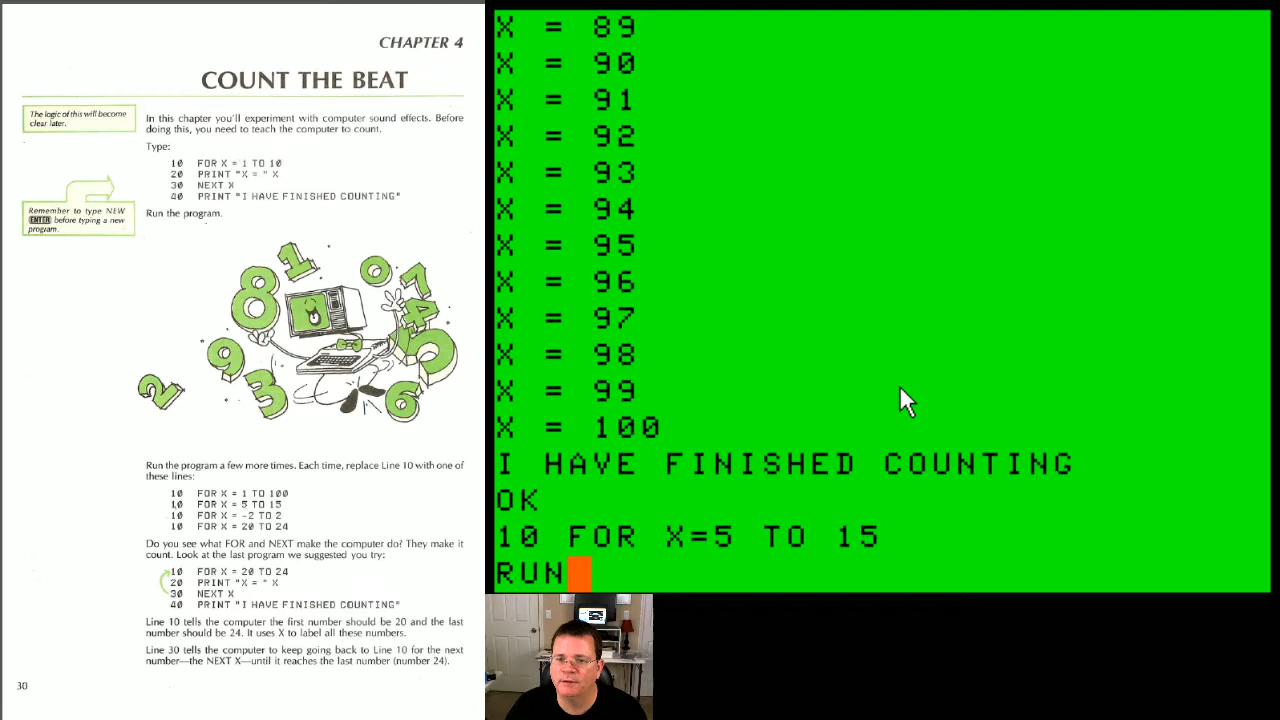 CHAPTER 4
COUNT THE BEAT
The logic of this will become
clear later.
In this chapter you'll experiment with computer sound effects. Before
doing this, you need to teach the computer to count.
Type:
10 FOR X = 1 TO 10
20 PRINT "X = " X
30 NEXT X
40 PRINT "I HAVE FINISHED COUNTING"
Remember to type NEW
ENTER before typing a new
program.
Run the program.
1
0
7
8
4
9
5
2
3
6
Run the program a few more times. Each time, replace Line 10 with one of
these lines:
10 FOR X = 1 TO 100
10 FOR X = 5 TO 15
10 FOR X = -2 TO 2
10 FOR X = 20 TO 24
Do you see what FOR and NEXT make the computer do? They make it
count. Look at the last program we suggested you try:
10 FOR X = 20 TO 24
20 PRINT "X = " X
30 NEXT X
40 PRINT "I HAVE FINISHED COUNTING"
Line 10 tells the computer the first number should be 20 and the last
number should be 24. It uses X to label all these numbers.
Line 30 tells the computer to keep going back to Line 10 for the next
number—the NEXT X—until it reaches the last number (number 24).
30
X = 89
X = 90
X = 91
X = 92
X = 93
X = 94
X = 95
X = 96
X = 97
X = 98
X = 99
X = 100
I HAVE FINISHED COUNTING
OK
10 FOR X=5 TO 15
RUN